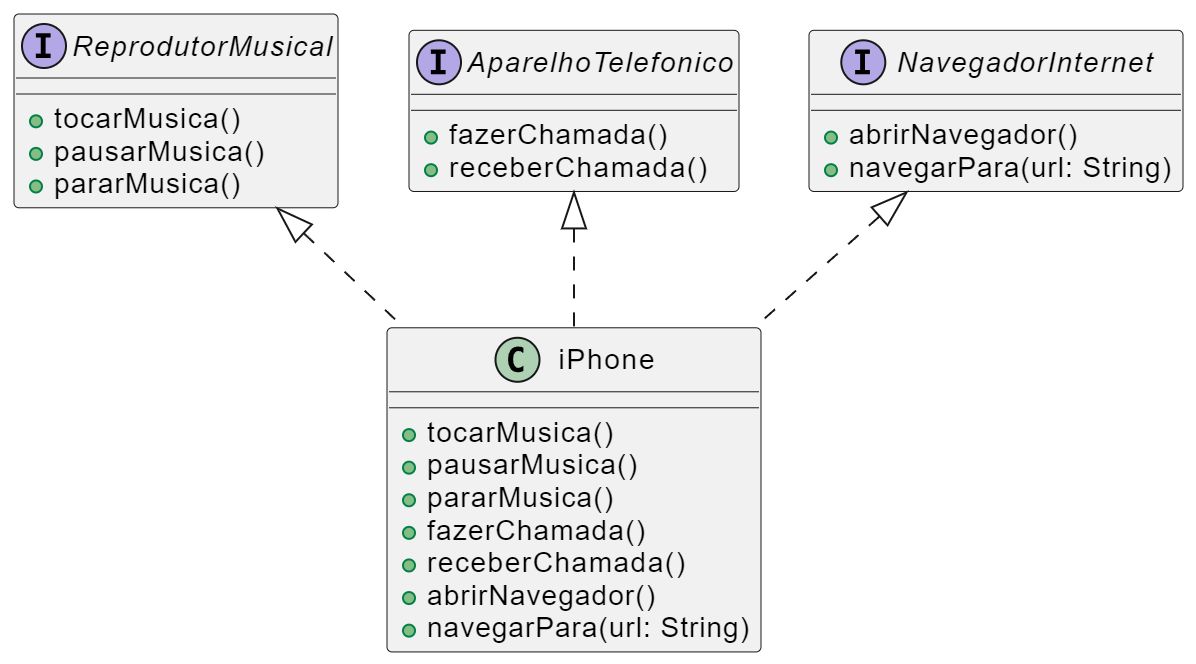 I ReprodutorMusical
tocarMusica()
pausarMusica()
pararMusica()
I AparelhoTelefonico
fazerChamada()
receberChamada()
I NavegadorInternet
abrirNavegador()
navegarPara(url: String)
C iPhone
tocarMusica()
pausarMusica()
pararMusica()
fazerChamada()
receberChamada()
abrirNavegador()
navegarPara(url: String)